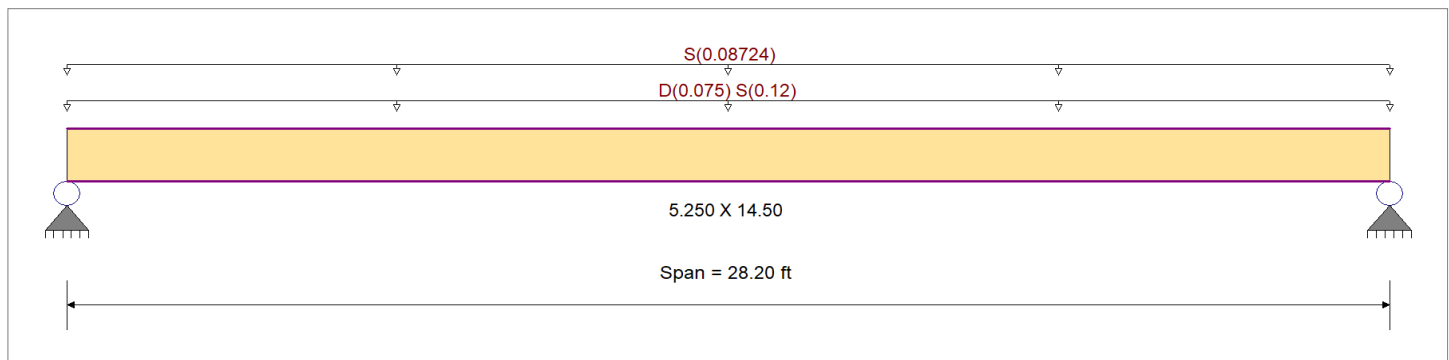 S(0.08724)
D(0.075) S(0.12)
5.250 X 14.50
Span = 28.20 ft